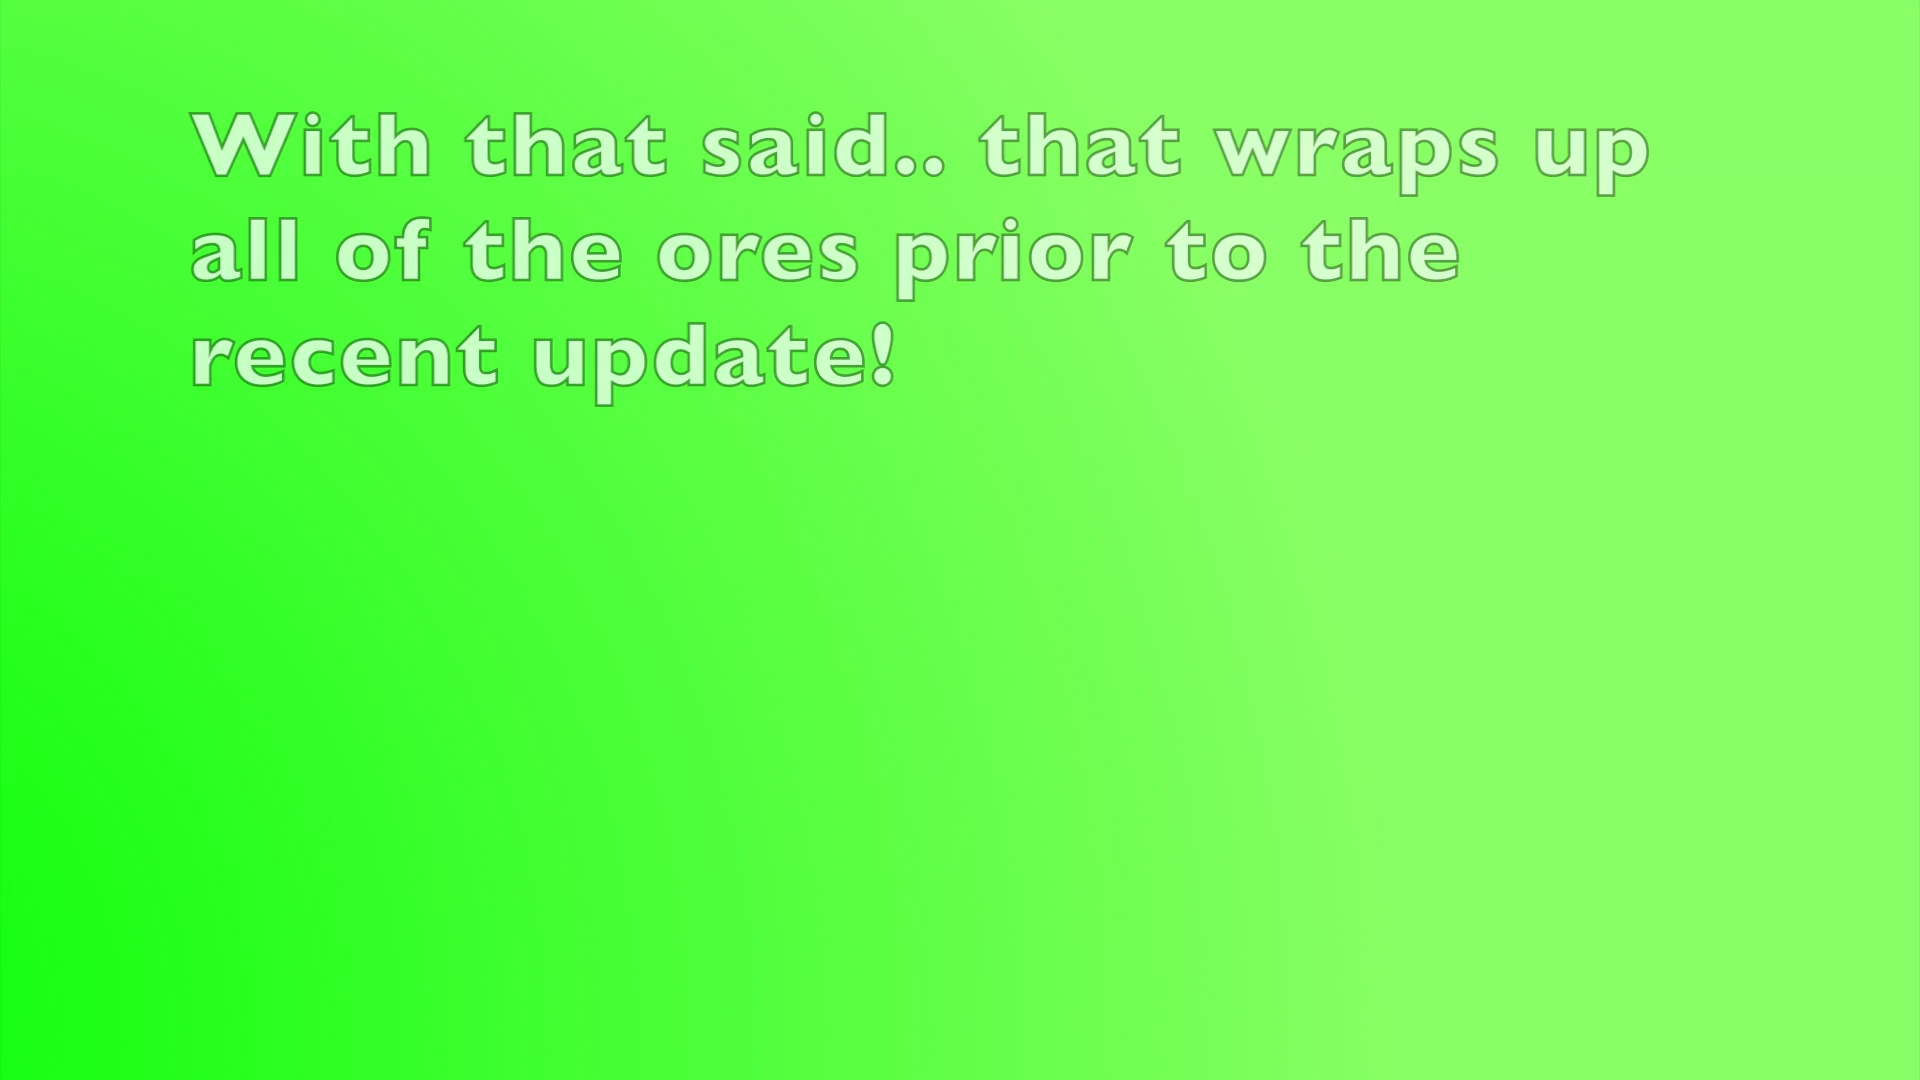 With that said.. that wraps up
all of the ores prior to the
recent update!